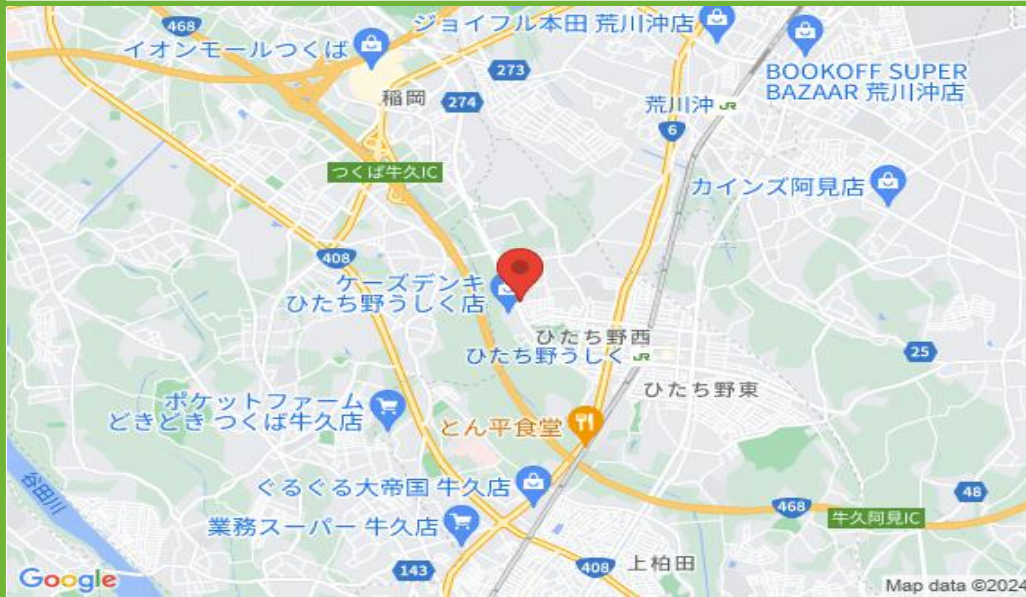 468
ジョイフル本田 荒川沖店
イオンモールつくば
273
BOOKOFF SUPER
BAZAAR 荒川沖店
稲岡
274
荒川沖 JR
6
つくば牛久IC
カインズ阿見店
408
ケーズデンキ
ひたち野うしく店
ひたち野西
ひたち野うしく JR
25
ひたち野東
ポケットファーム
どきどき つくば牛久店
とん平食堂
谷田川
ぐるぐる大帝国 牛久店
48
468
牛久阿見IC
業務スーパー 牛久店
143
408
上柏田
Google
Map data ©2024